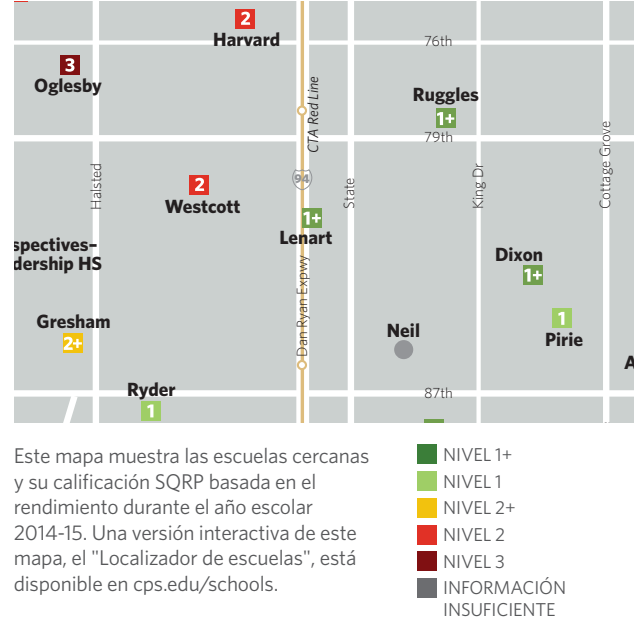 2
Harvard
76th
3
Oglesby
CTA Red Line
Ruggles
1+
79th
Halsted
2
Westcott
94
State
King Dr
Cottage Grove
1+
Lenart
spectives–
dership HS
Dixon
1+
Dan Ryan Expwy
Gresham
2+
Neil
1
Pirie
A
Ryder
1
87th
Este mapa muestra las escuelas cercanas
y su calificación SQRP basada en el
rendimiento durante el año escolar
2014-15. Una versión interactiva de este
mapa, el "Localizador de escuelas", está
disponible en cps.edu/schools.
NIVEL 1+
NIVEL 1
NIVEL 2+
NIVEL 2
NIVEL 3
INFORMACIÓN
INSUFICIENTE